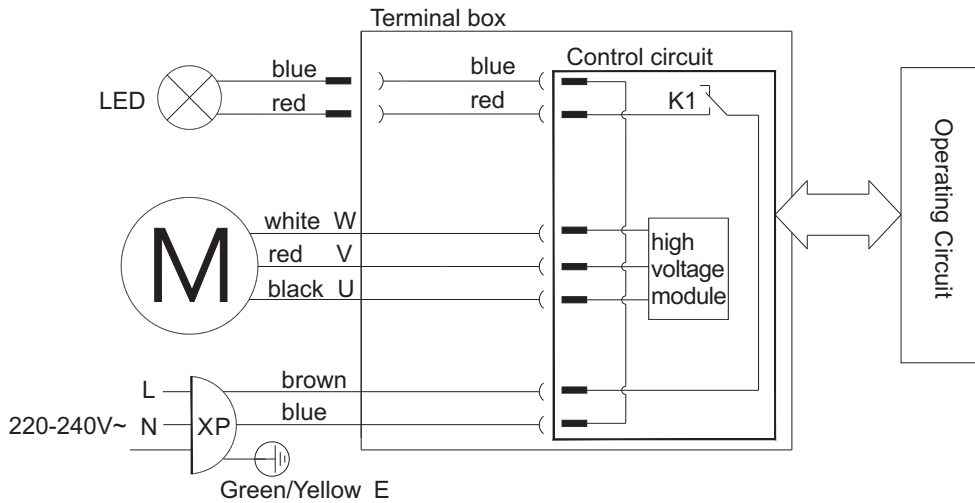 Terminal box
Control circuit
LED
blue
red
blue
red
K1
Operating Circuit
M
white W
red V
black U
high
voltage
module
L
brown
220-240V~ N
XP
blue
Green/Yellow E